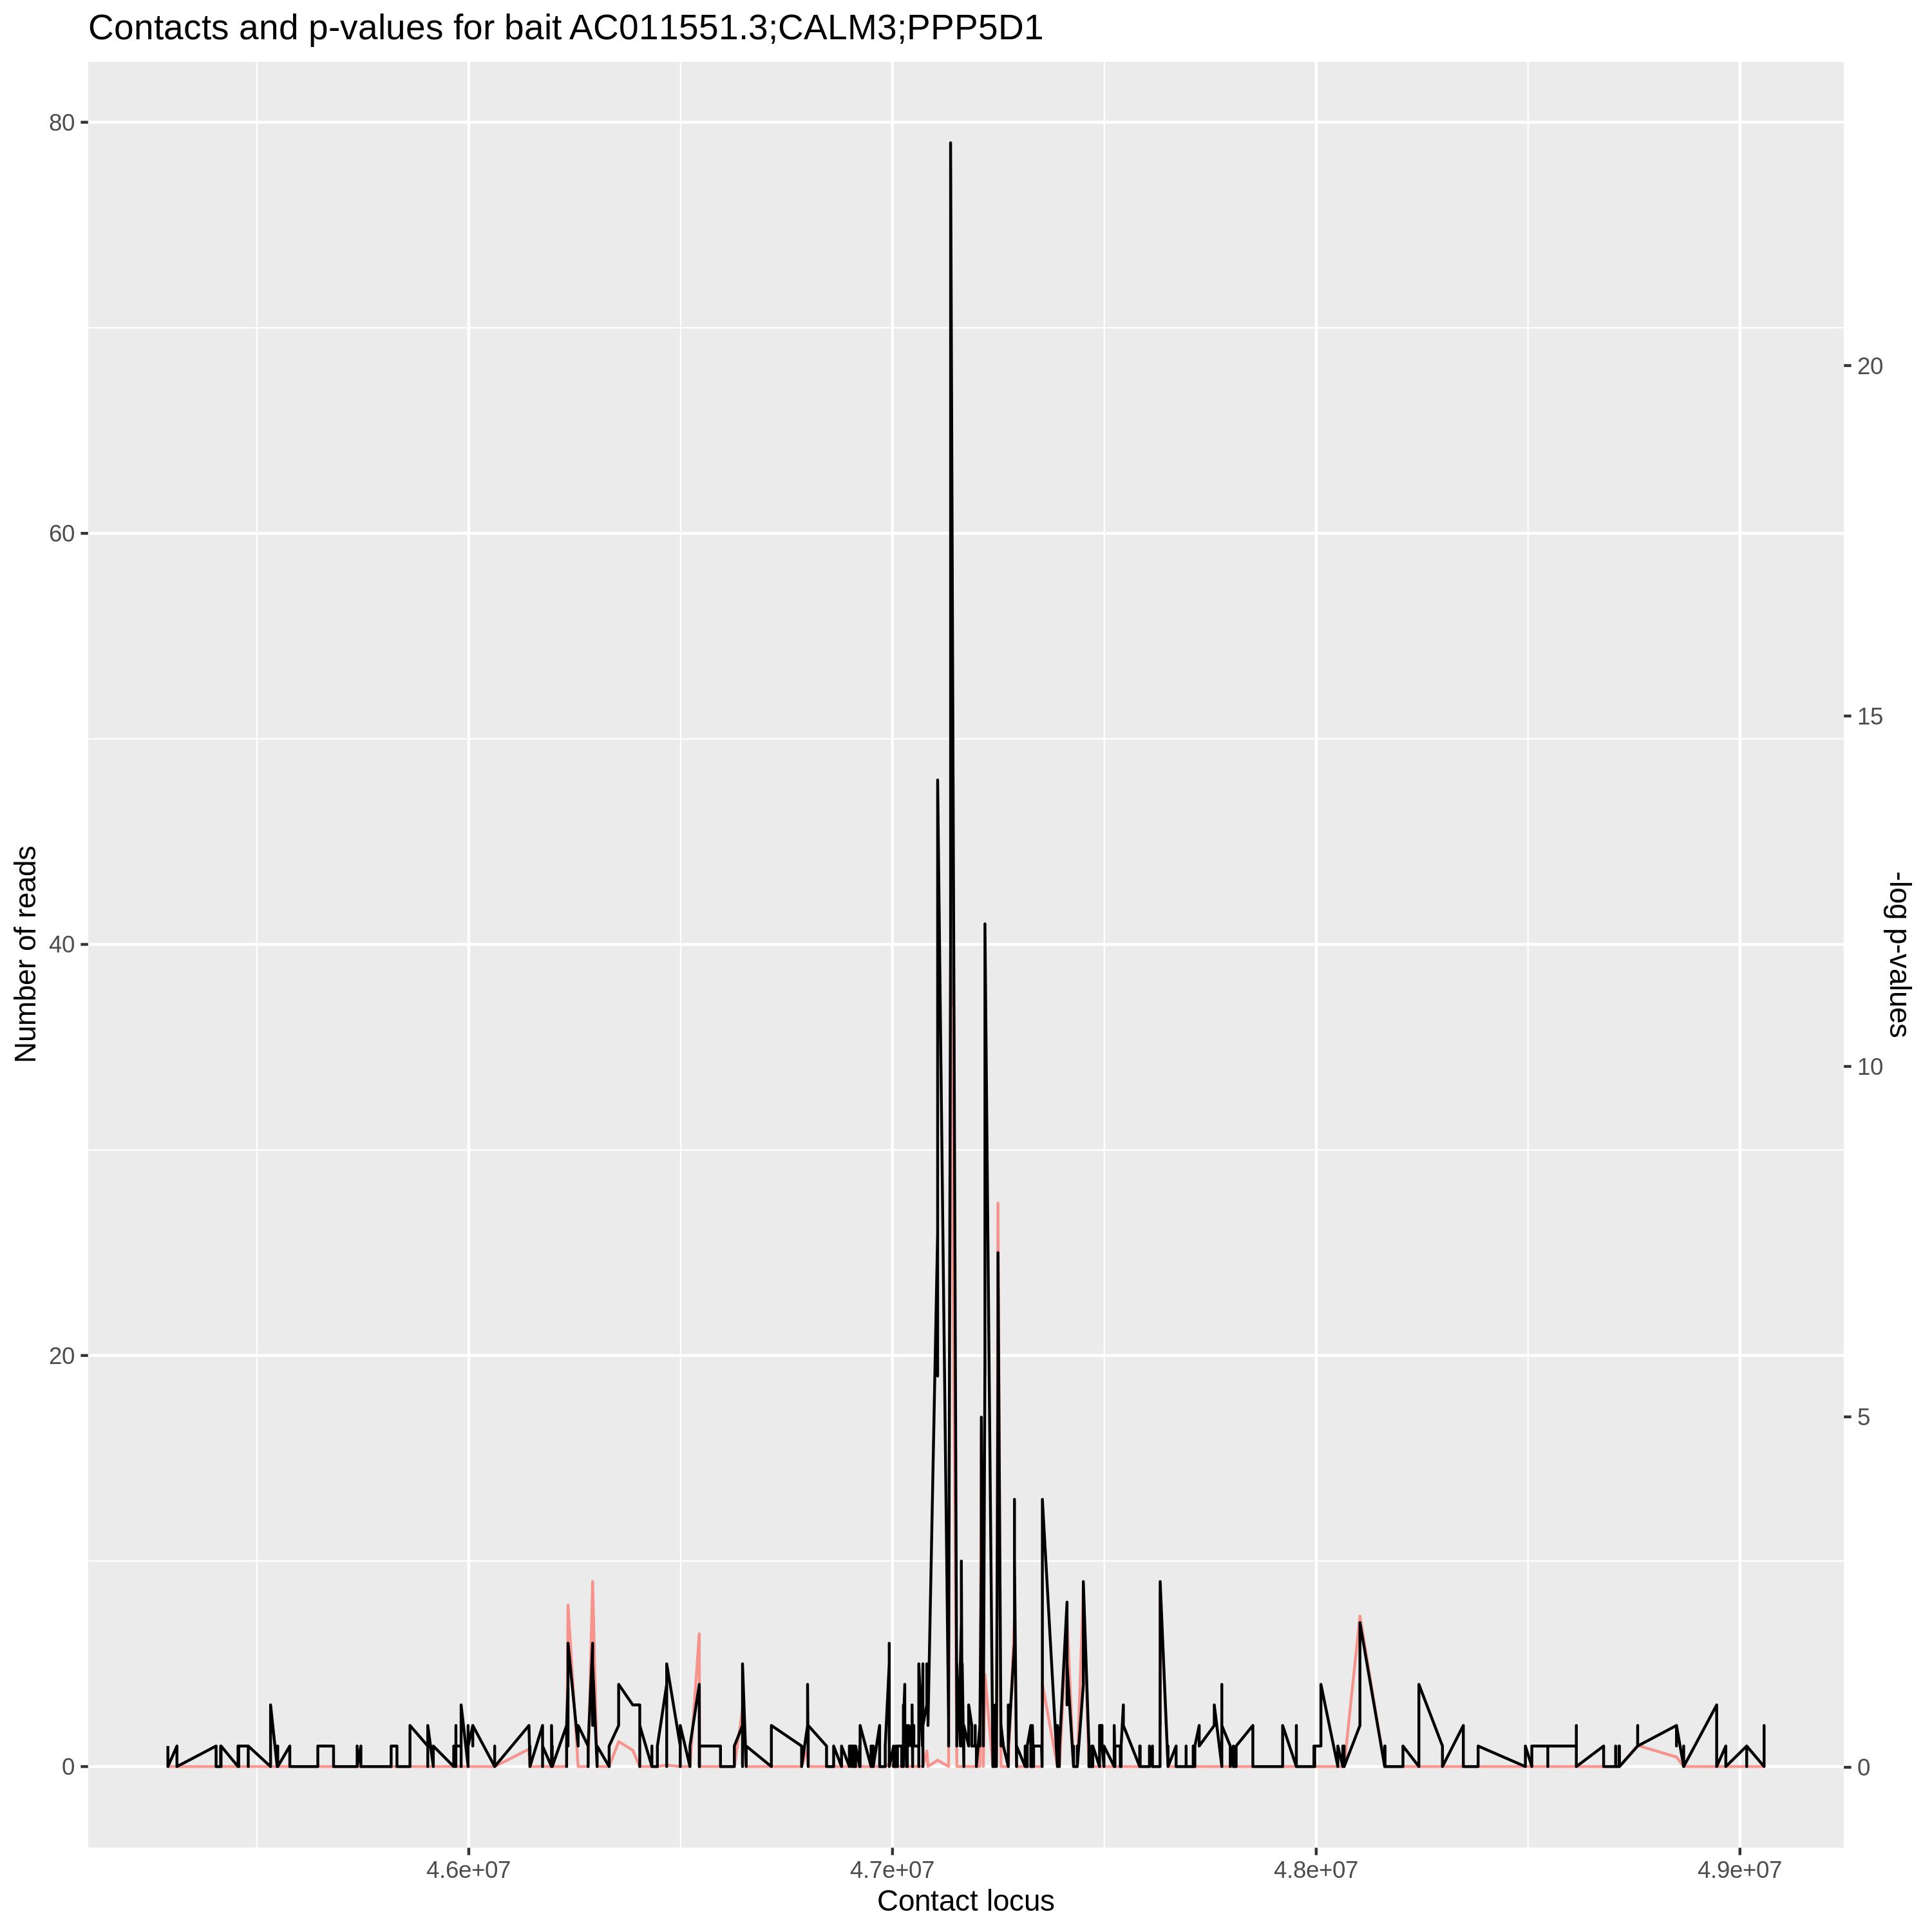 Contacts and p-values for bait AC011551.3;CALM3;PPP5D1
80
60
40
20
0
Number of reads
20
15
10
5
0
-log p-values
4.6e+07
4.7e+07
4.8e+07
4.9e+07
Contact locus